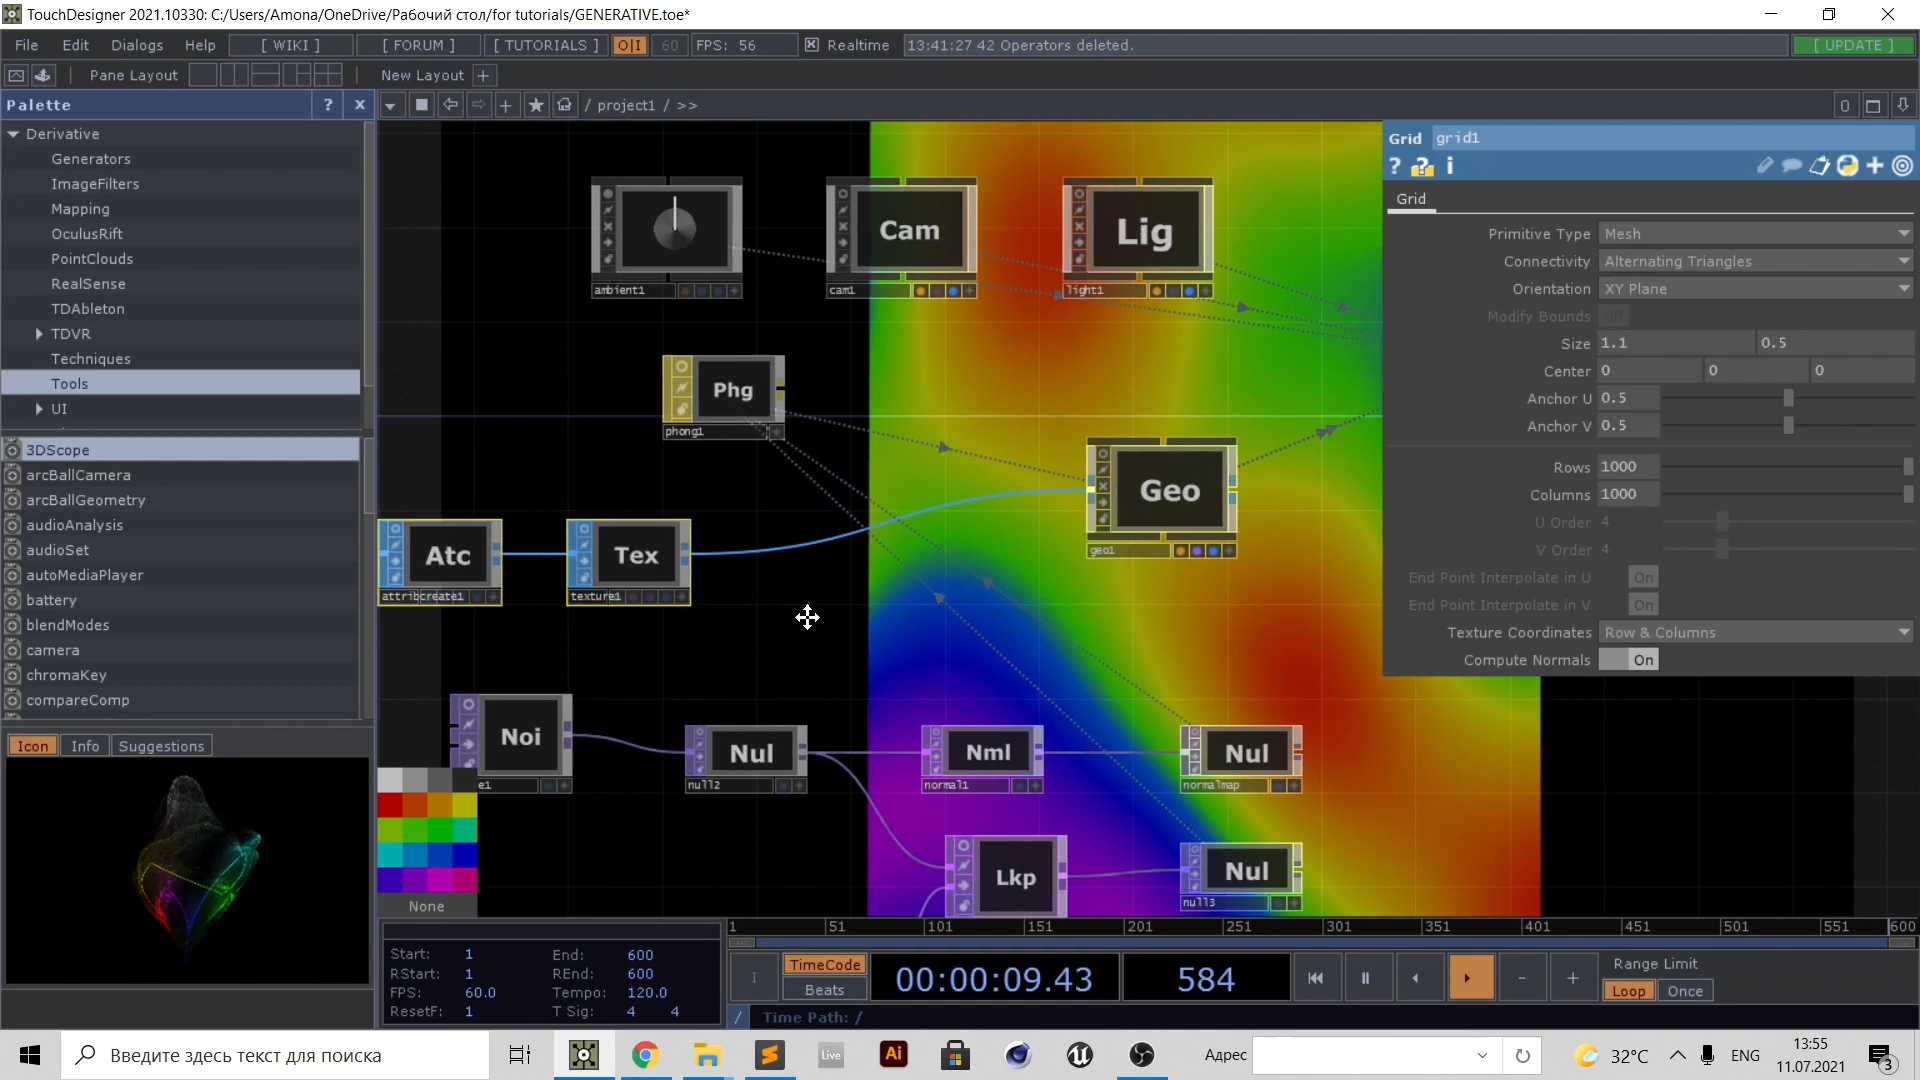 TouchDesigner 2021.10330: C:/Users/Amona/OneDrive/Рабочий стол/for tutorials/GENERATIVE.toe*
File Edit Dialogs Help [ WIKI ] [ FORUM ] [ TUTORIALS ] O|I 60 FPS: 56 Realtime 13:41:27 42 Operators deleted. [ UPDATE ]
Pane Layout New Layout +
Palette ? x / project1 / >> 0
Derivative
Generators
ImageFilters
Mapping
OculusRift
PointClouds
RealSense
TDAbleton
TDVR
Techniques
Tools
UI
3DScope
arcBallCamera
arcBallGeometry
audioAnalysis
audioSet
autoMediaPlayer
battery
blendModes
camera
chromaKey
compareComp
Icon Info Suggestions
ambient1
Cam
cam1
Lig
light1
Phg
phong1
Geo
geo1
Atc
attribcreate1
Tex
texture1
Noi
e1
Nul
null2
Nml
normal1
Nul
normalmap
Lkp
Nul
null3
None
Grid grid1
? i
Grid
Primitive Type Mesh
Connectivity Alternating Triangles
Orientation XY Plane
Modify Bounds
Size 1.1 0.5
Center 0 0 0
Anchor U 0.5
Anchor V 0.5
Rows 1000
Columns 1000
U Order 4
V Order 4
End Point Interpolate in U On
End Point Interpolate in V On
Texture Coordinates Row & Columns
Compute Normals On
1 51 101 151 201 251 301 351 401 451 501 551 600
Start: 1 End: 600
RStart: 1 REnd: 600
FPS: 60.0 Tempo: 120.0
ResetF: 1 T Sig: 4 4
TimeCode
Beats
00:00:09.43 584
Range Limit
Loop Once
/ Time Path: /
Введите здесь текст для поиска
Live
Ai
Адрес
32°C
ENG
13:55
11.07.2021
3